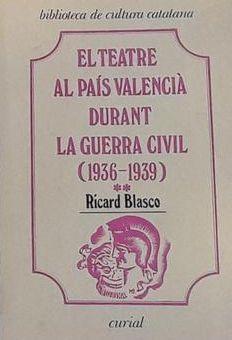 biblioteca de cultura catalana
EL TEATRE
AL PAÍS VALENCIÀ
DURANT
LA GUERRA CIVIL
(1936-1939)
**
Ricard Blasco
curial